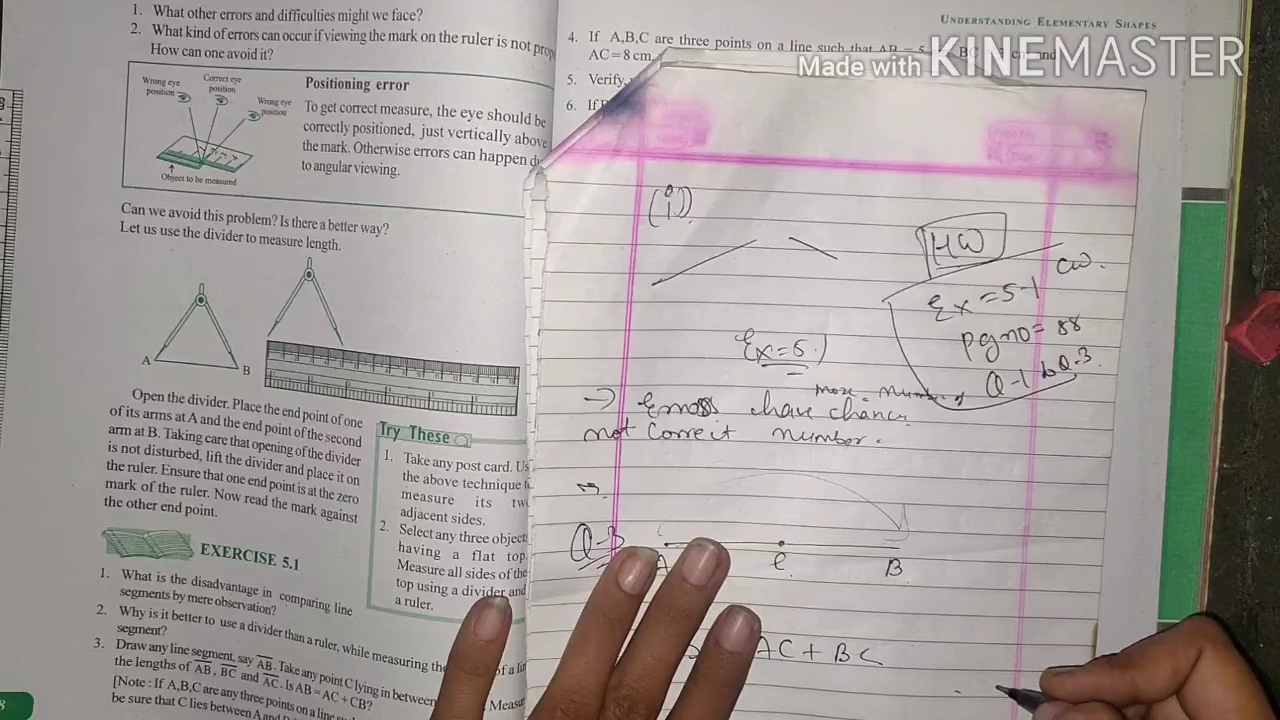 1. What other errors and difficulties might we face?
2. What kind of errors can occur if viewing the mark on the ruler is not prop
How can one avoid it?
Wrong eye position
Correct eye position
Wrong eye position
Object to be measured
Positioning error
To get correct measure, the eye should be
correctly positioned, just vertically above
the mark. Otherwise errors can happen du
to angular viewing.
Can we avoid this problem? Is there a better way?
Let us use the divider to measure length.
A
B
Open the divider. Place the end point of one
of its arms at A and the end point of the second
arm at B. Taking care that opening of the divider
is not disturbed, lift the divider and place it on
the ruler. Ensure that one end point is at the zero
mark of the ruler. Now read the mark against
the other end point.
Try These
1. Take any post card. Us
the above technique t
measure its tw
adjacent sides.
2. Select any three object
having a flat top.
Measure all sides of the
top using a divider and
a ruler.
EXERCISE 5.1
1. What is the disadvantage in comparing line
segments by mere observation?
2. Why is it better to use a divider than a ruler, while measuring the of a lin
segment?
3. Draw any line segment, say AB. Take any point C lying in between Measur
the lengths of AB, BC and AC. Is AB = AC + CB?
[Note : If A,B,C are any three points on a line
be sure that C lies between A and
8
UNDERSTANDING ELEMENTARY SHAPES
4. If A,B,C are three points on a line such that AB = 5 BC cm and
AC = 8 cm,
5. Verify,
6. If
Made with KINEMASTER
(i)
HW
CW.
Ex = 5-1
pg no = 88
Q-1 to Q-3
Ex = 5.1
→ have more number of chance
not correct number.
Q-3
A C B
AC + BC